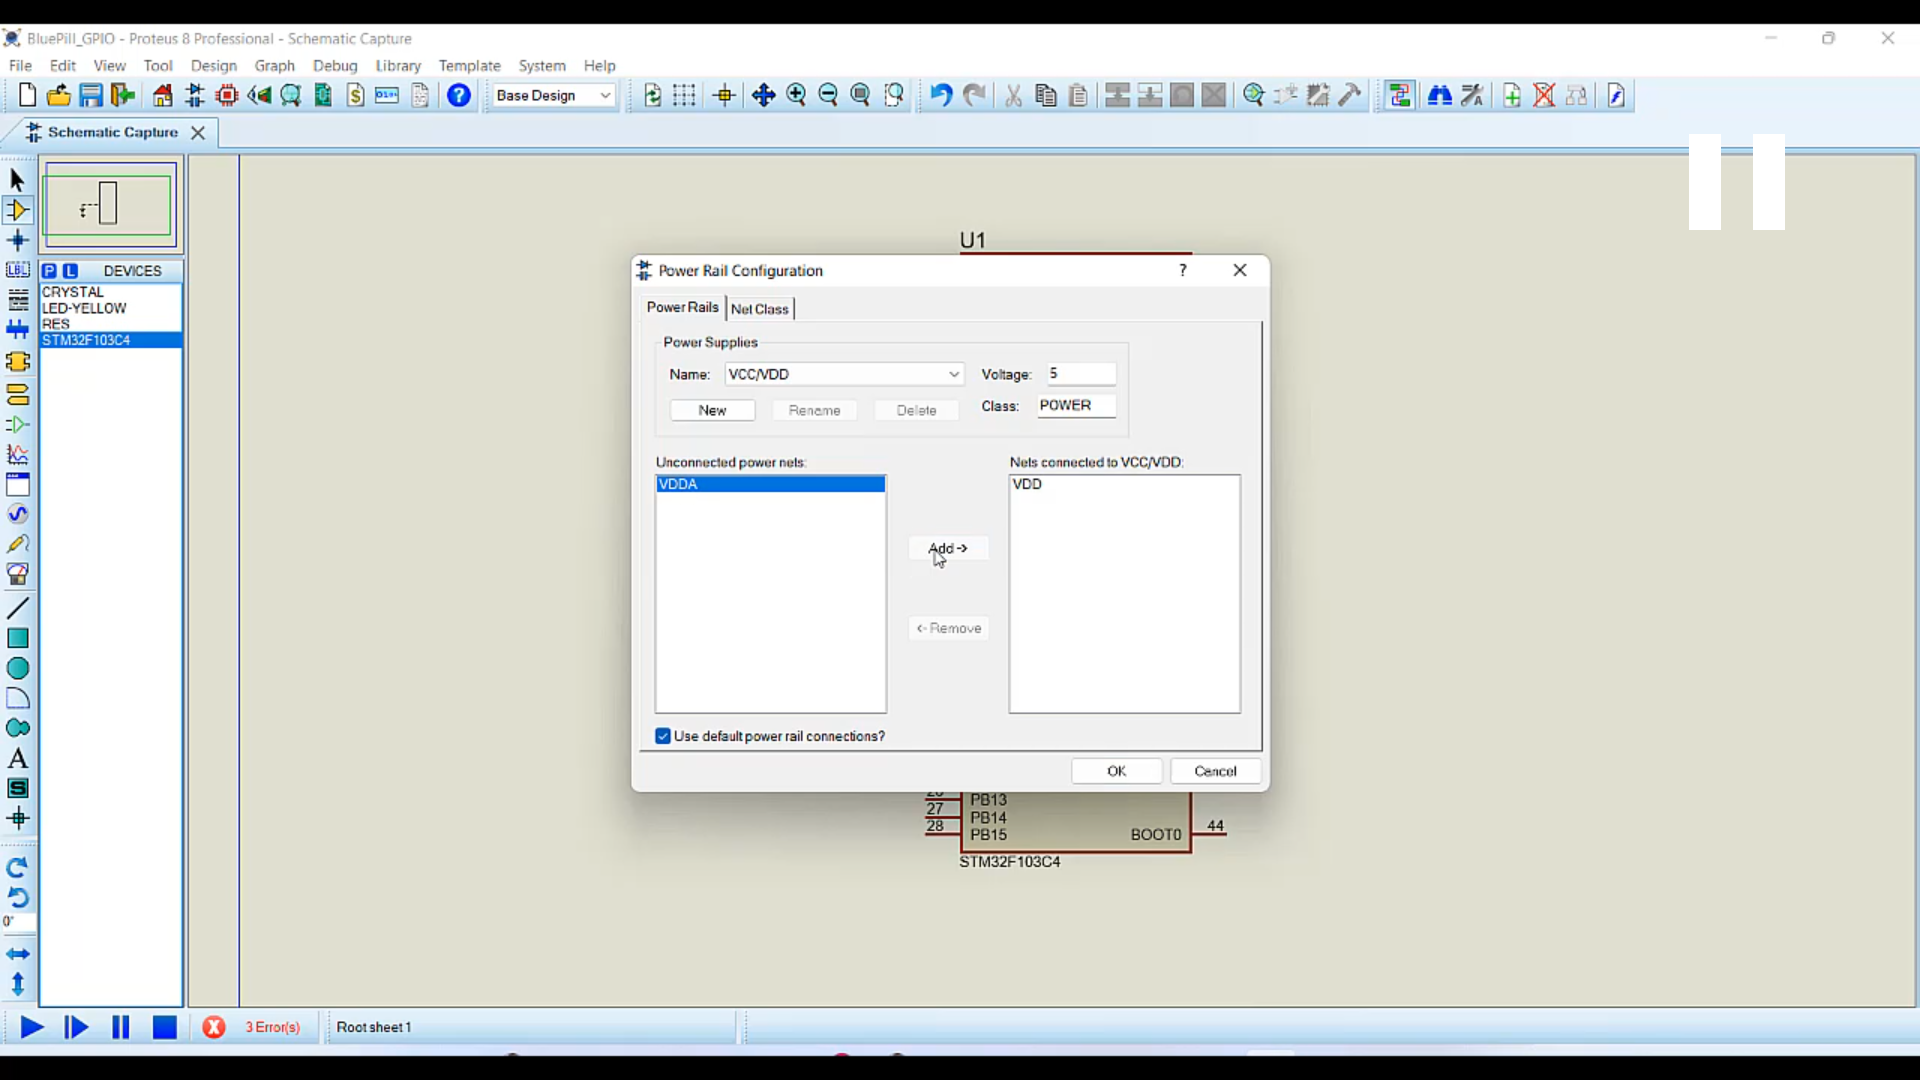 BluePill_GPIO - Proteus 8 Professional - Schematic Capture
File Edit View Tool Design Graph Debug Library Template System Help
Base Design
Schematic Capture
P L DEVICES
CRYSTAL
LED-YELLOW
RES
STM32F103C4
LBL
A
S
0°
U1
Power Rail Configuration ?
Power Rails Net Class
Power Supplies
Name: VCC/VDD Voltage: 5
New Rename Delete Class: POWER
Unconnected power nets: Nets connected to VCC/VDD:
VDDA VDD
Add ->
<- Remove
Use default power rail connections?
OK Cancel
PB13
27 PB14
28 PB15 BOOT0 44
STM32F103C4
3 Error(s) Root sheet 1